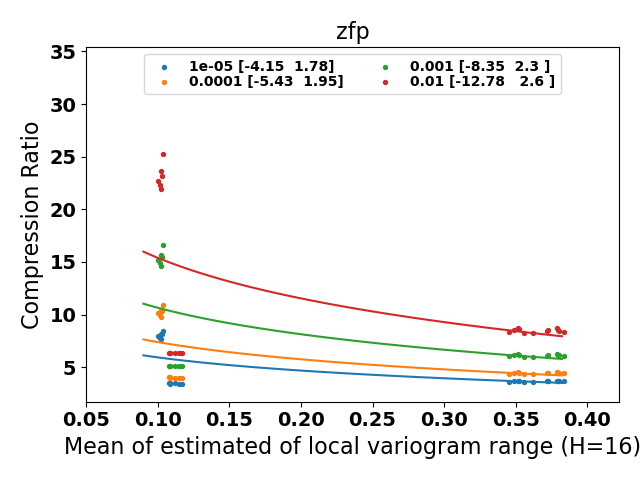 zfp
1e-05 [-4.15  1.78]
0.0001 [-5.43  1.95]
0.001 [-8.35  2.3 ]
0.01 [-12.78   2.6 ]
Compression Ratio
35
30
25
20
15
10
5
0.05 0.10 0.15 0.20 0.25 0.30 0.35 0.40
Mean of estimated of local variogram range (H=16)